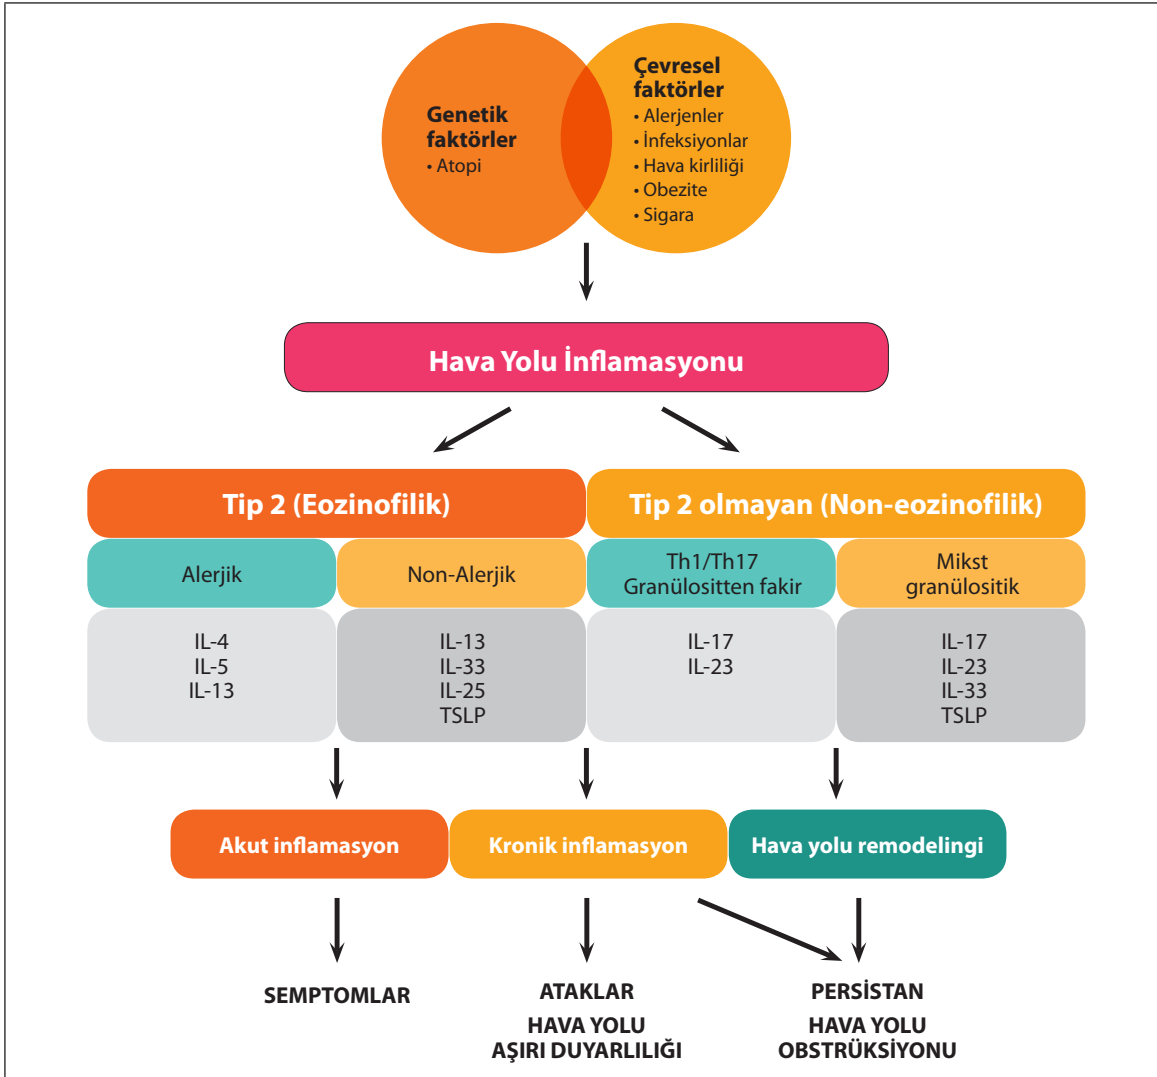 Genetik
faktörler
• Atopi
Çevresel
faktörler
• Alerjenler
• İnfeksiyonlar
• Hava kirliliği
• Obezite
• Sigara
Hava Yolu İnflamasyonu
Tip 2 (Eozinofilik)
Tip 2 olmayan (Non-eozinofilik)
Alerjik
Non-Alerjik
Th1/Th17
Granülositten fakir
Mikst
granülositik
IL-4
IL-5
IL-13
IL-13
IL-33
IL-25
TSLP
IL-17
IL-23
IL-17
IL-23
IL-33
TSLP
Akut inflamasyon
Kronik inflamasyon
Hava yolu remodelingi
SEMPTOMLAR
ATAKLAR
HAVA YOLU
AŞIRI DUYARLILIĞI
PERSİSTAN
HAVA YOLU
OBSTRÜKSİYONU